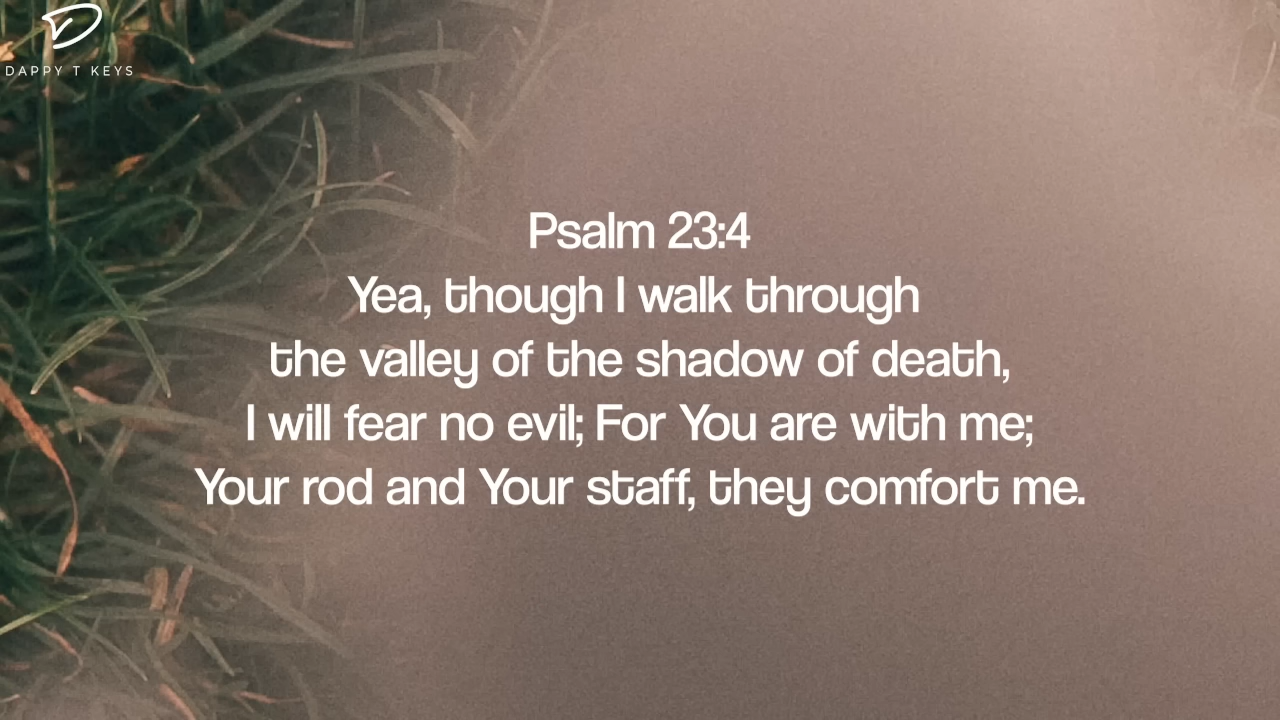 DAPPY T KEYS
Psalm 23:4
Yea, though I walk through
the valley of the shadow of death,
I will fear no evil; For You are with me;
Your rod and Your staff, they comfort me.